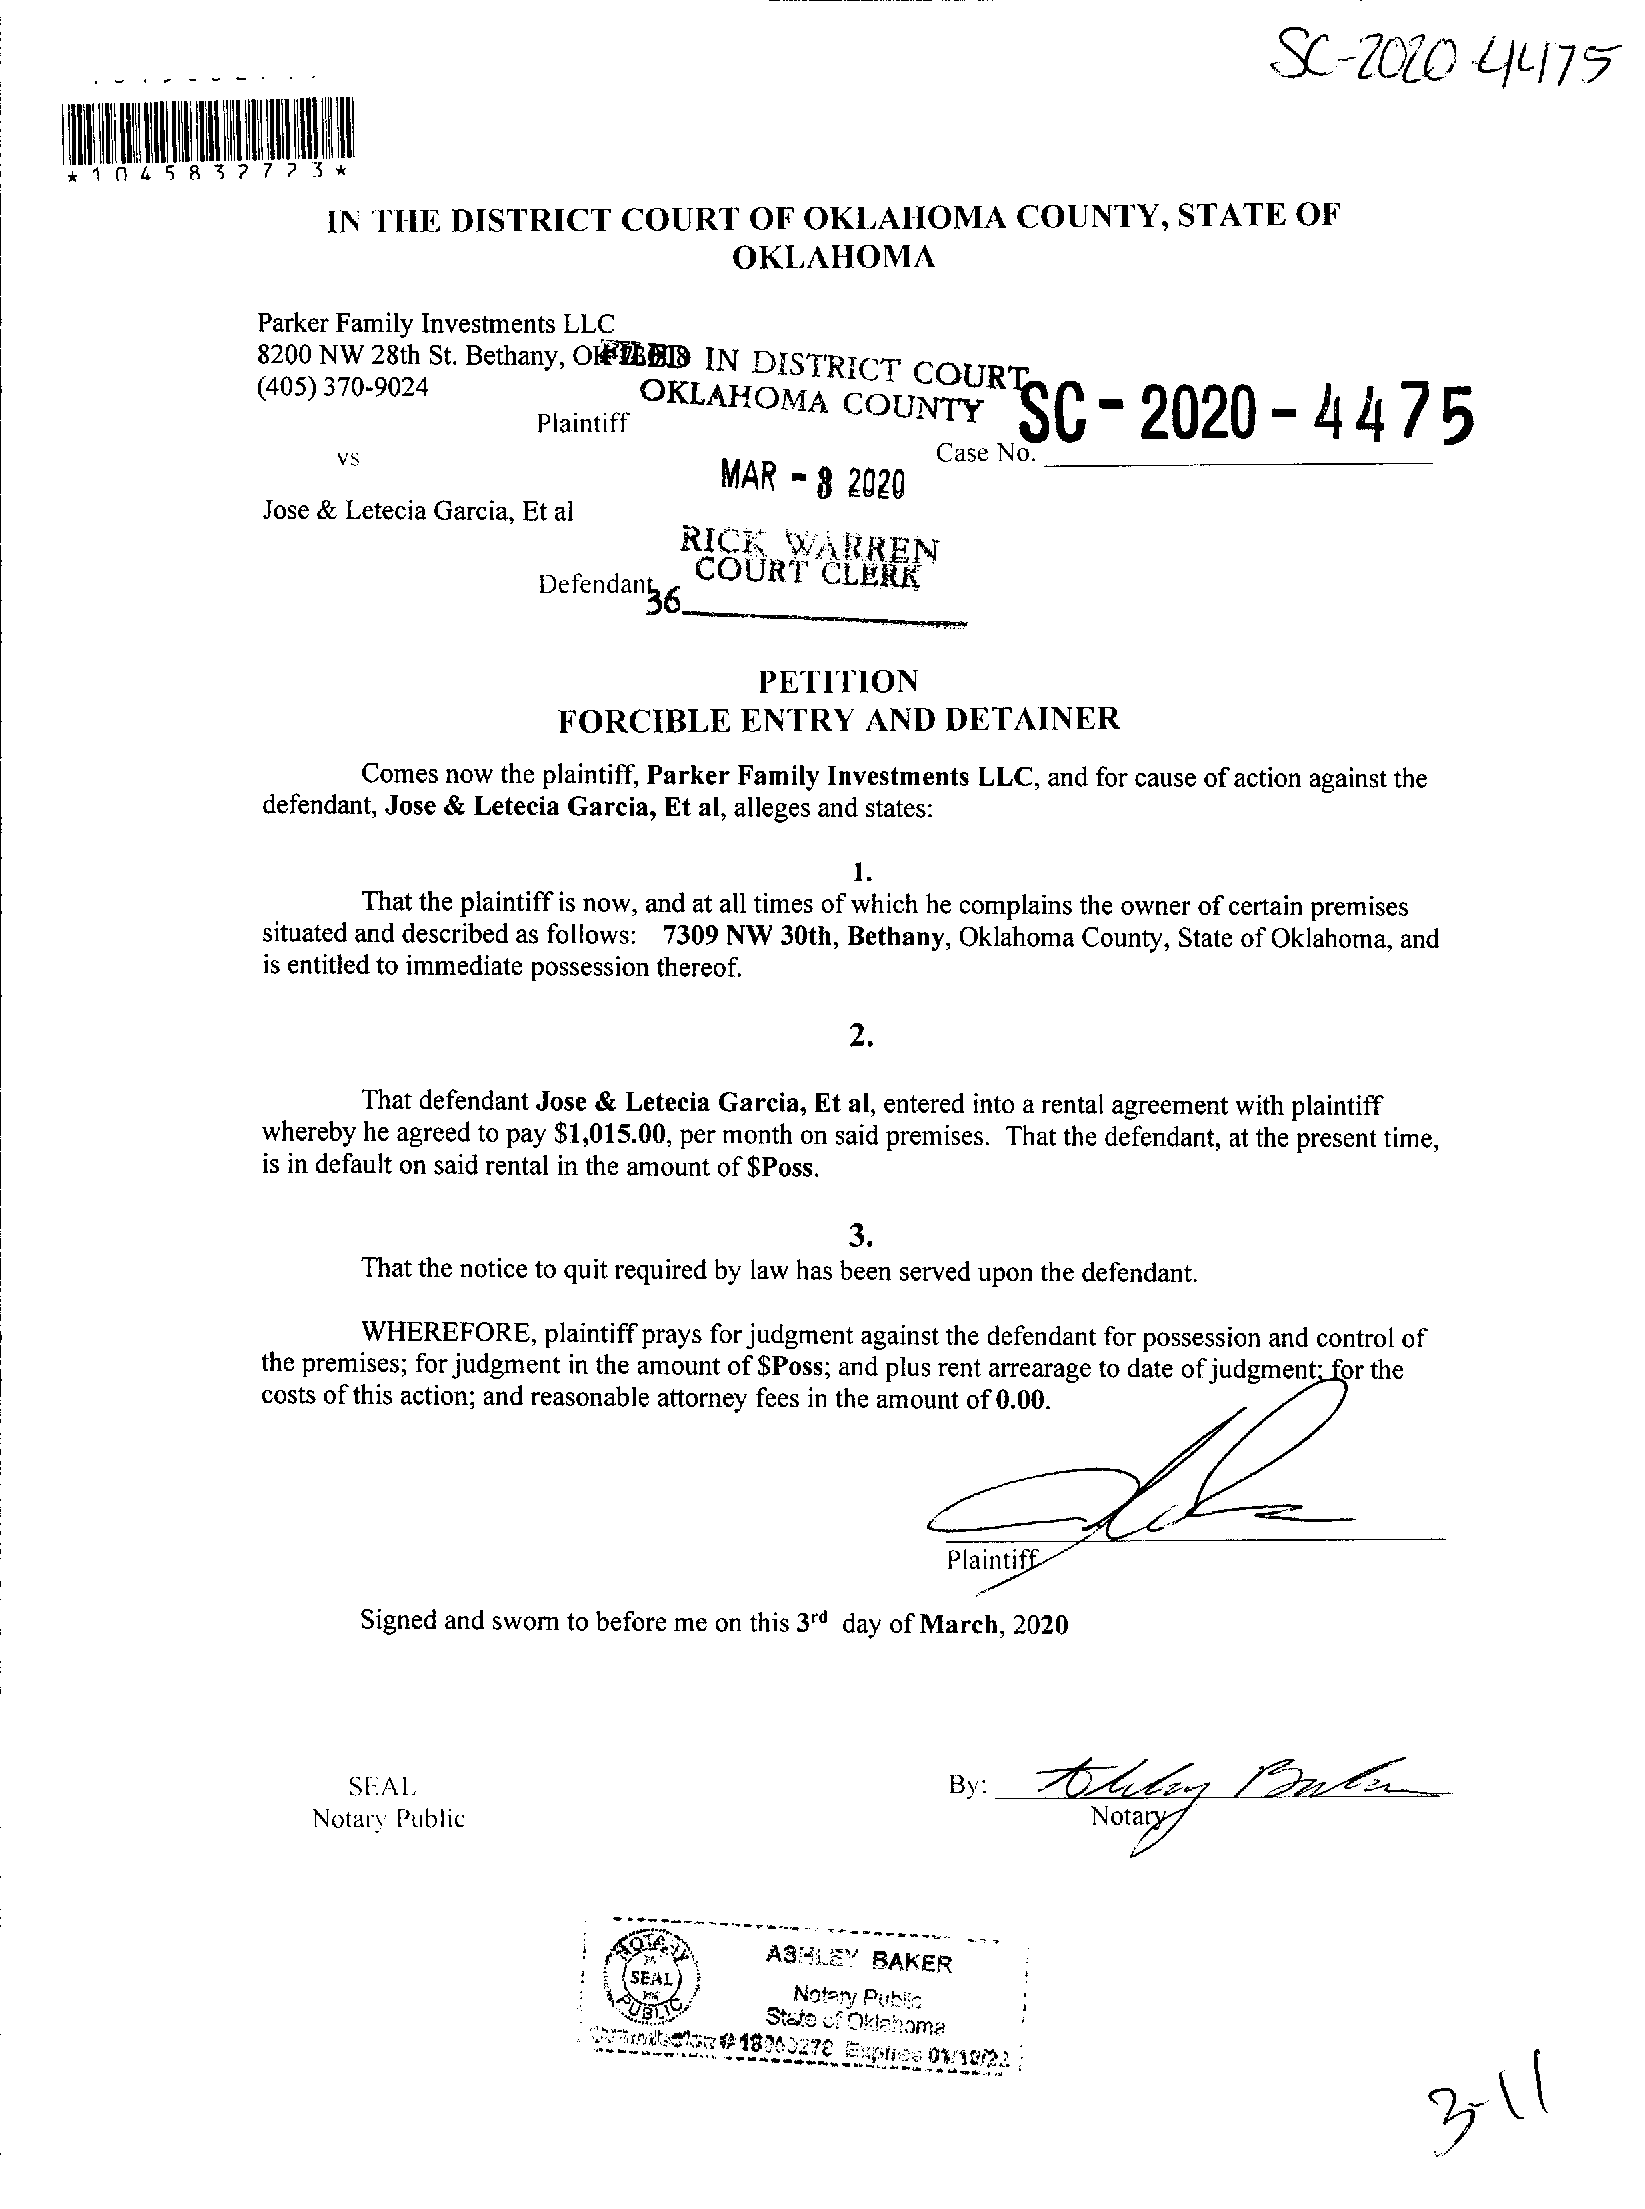 SC-2020-4475
*1045832773*
IN THE DISTRICT COURT OF OKLAHOMA COUNTY, STATE OF
OKLAHOMA
Parker Family Investments LLC
8200 NW 28th St. Bethany, OK
(405) 370-9024
FILED IN DISTRICT COURT
OKLAHOMA COUNTY
Plaintiff
SC-2020-4475
Case No.
vs
MAR - 3 2020
Jose & Letecia Garcia, Et al
RICK WARREN
COURT CLERK
Defendant
36
PETITION
FORCIBLE ENTRY AND DETAINER
Comes now the plaintiff, Parker Family Investments LLC, and for cause of action against the
defendant, Jose & Letecia Garcia, Et al, alleges and states:
1.
That the plaintiff is now, and at all times of which he complains the owner of certain premises
situated and described as follows: 7309 NW 30th, Bethany, Oklahoma County, State of Oklahoma, and
is entitled to immediate possession thereof.
2.
That defendant Jose & Letecia Garcia, Et al, entered into a rental agreement with plaintiff
whereby he agreed to pay $1,015.00, per month on said premises. That the defendant, at the present time,
is in default on said rental in the amount of $Poss.
3.
That the notice to quit required by law has been served upon the defendant.
WHEREFORE, plaintiff prays for judgment against the defendant for possession and control of
the premises; for judgment in the amount of $Poss; and plus rent arrearage to date of judgment; for the
costs of this action; and reasonable attorney fees in the amount of 0.00.
Plaintiff
Signed and sworn to before me on this 3rd day of March, 2020
SEAL
Notary Public
By: Ashley Baker
Notary
NOTARY
SEAL
PUBLIC
ASHLEY BAKER
Notary Public
State of Oklahoma
Commission # Expires
3-11